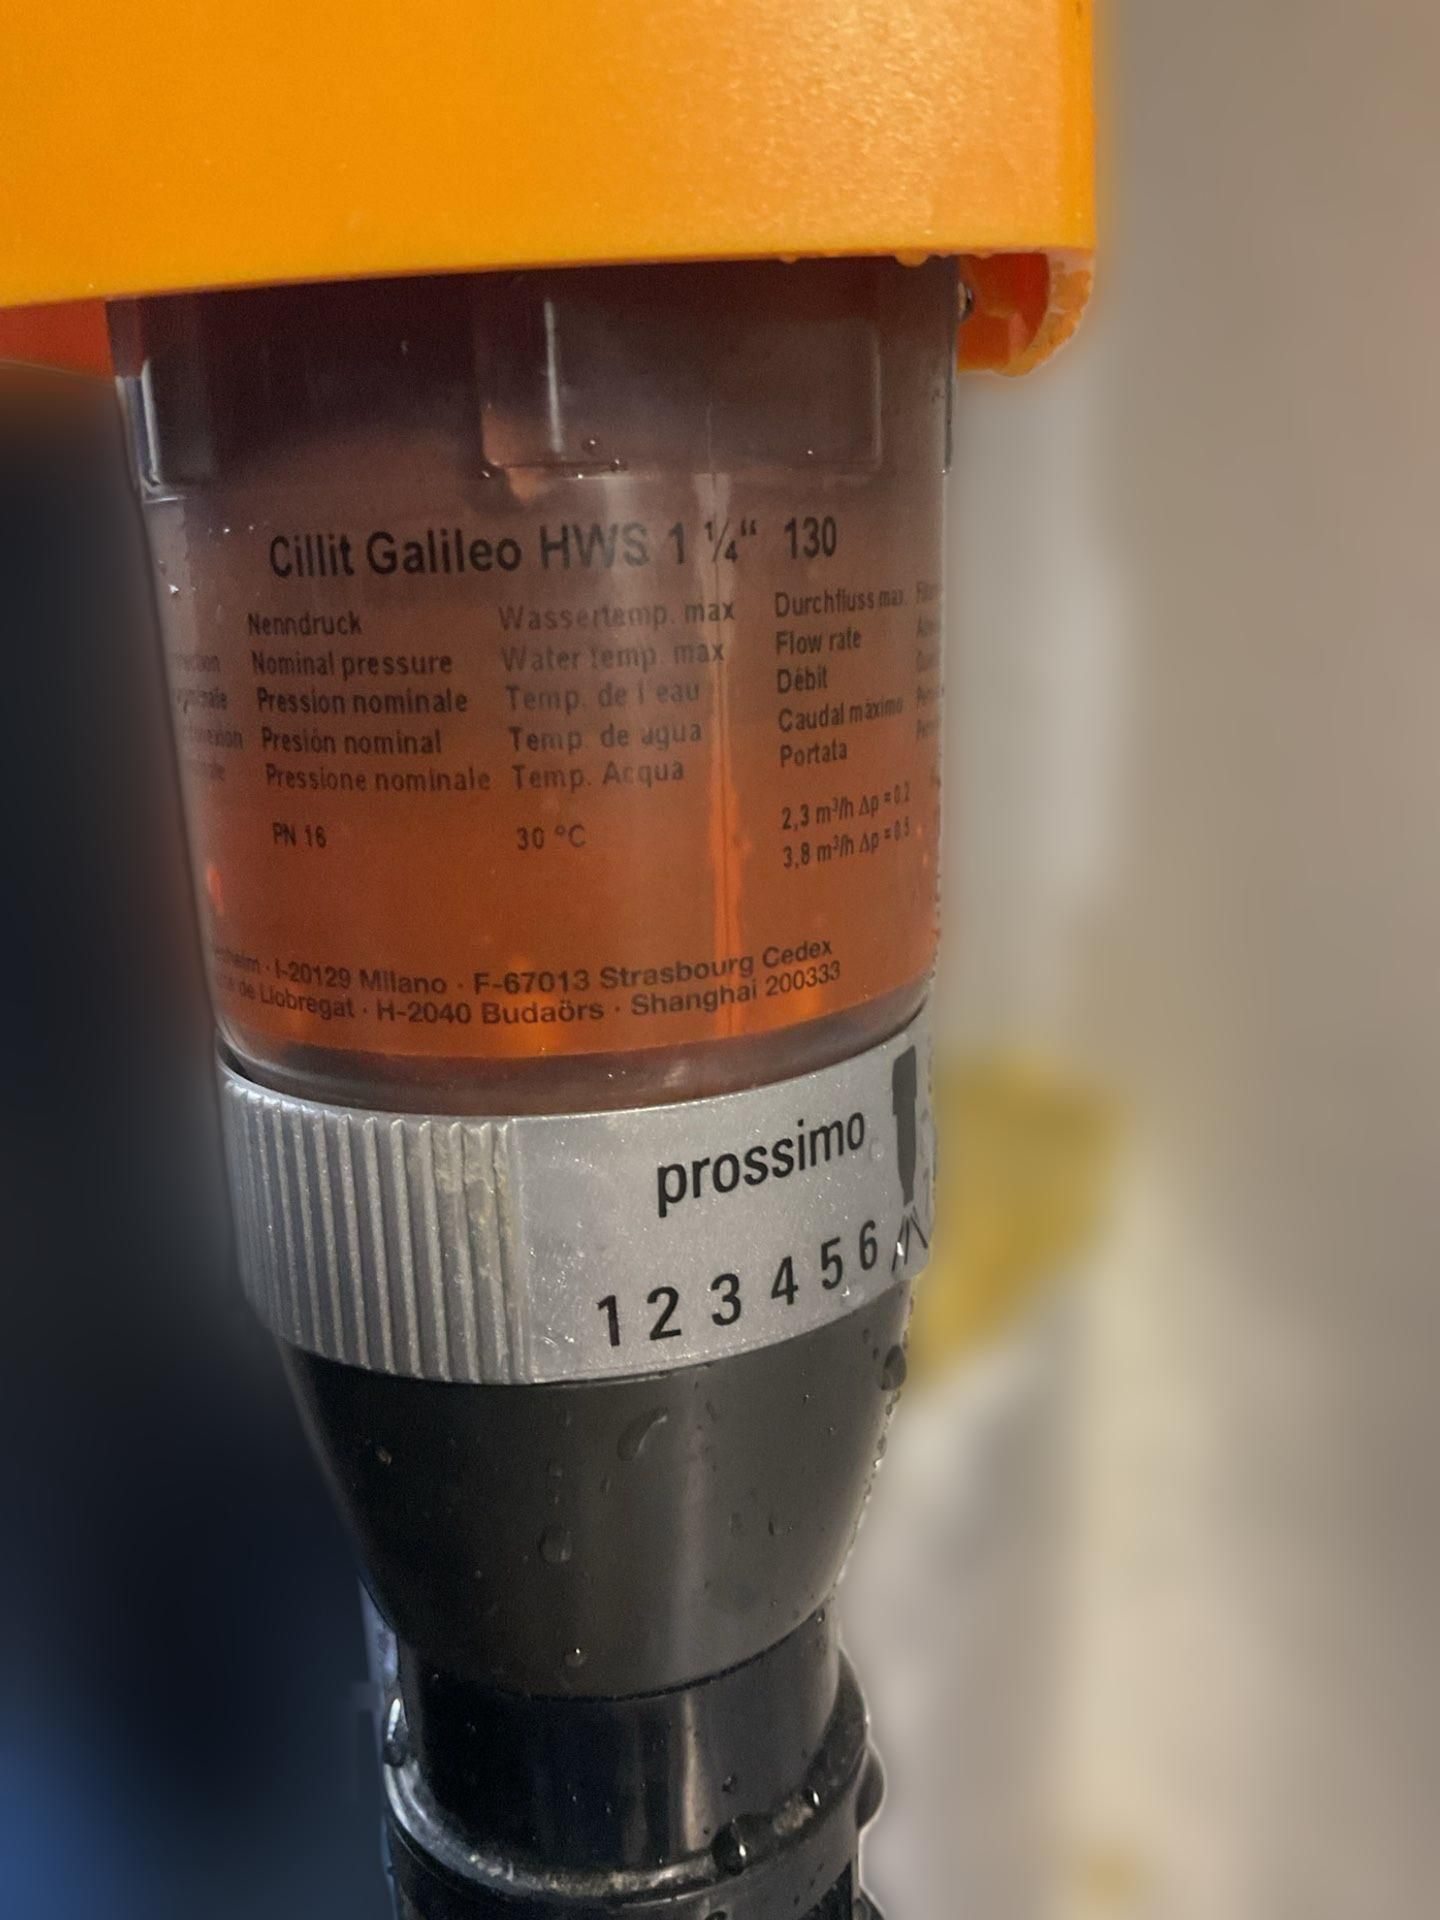 Cillit Galileo HWS 1 ¼“ 130
Nenndruck Wassertemp. max Durchfluss max.
Nominal pressure Water temp. max Flow rate
Pression nominale Temp. de l'eau Débit
Presión nominal Temp. de agua Caudal máximo
Pressione nominale Temp. Acqua Portata
PN 16 30 °C 2,3 m³/h Δp = 0.2
3,8 m³/h Δp = 0.5
I-20129 Milano · F-67013 Strasbourg Cedex
de Llobregat · H-2040 Budaörs · Shanghai 200333
prossimo
1 2 3 4 5 6